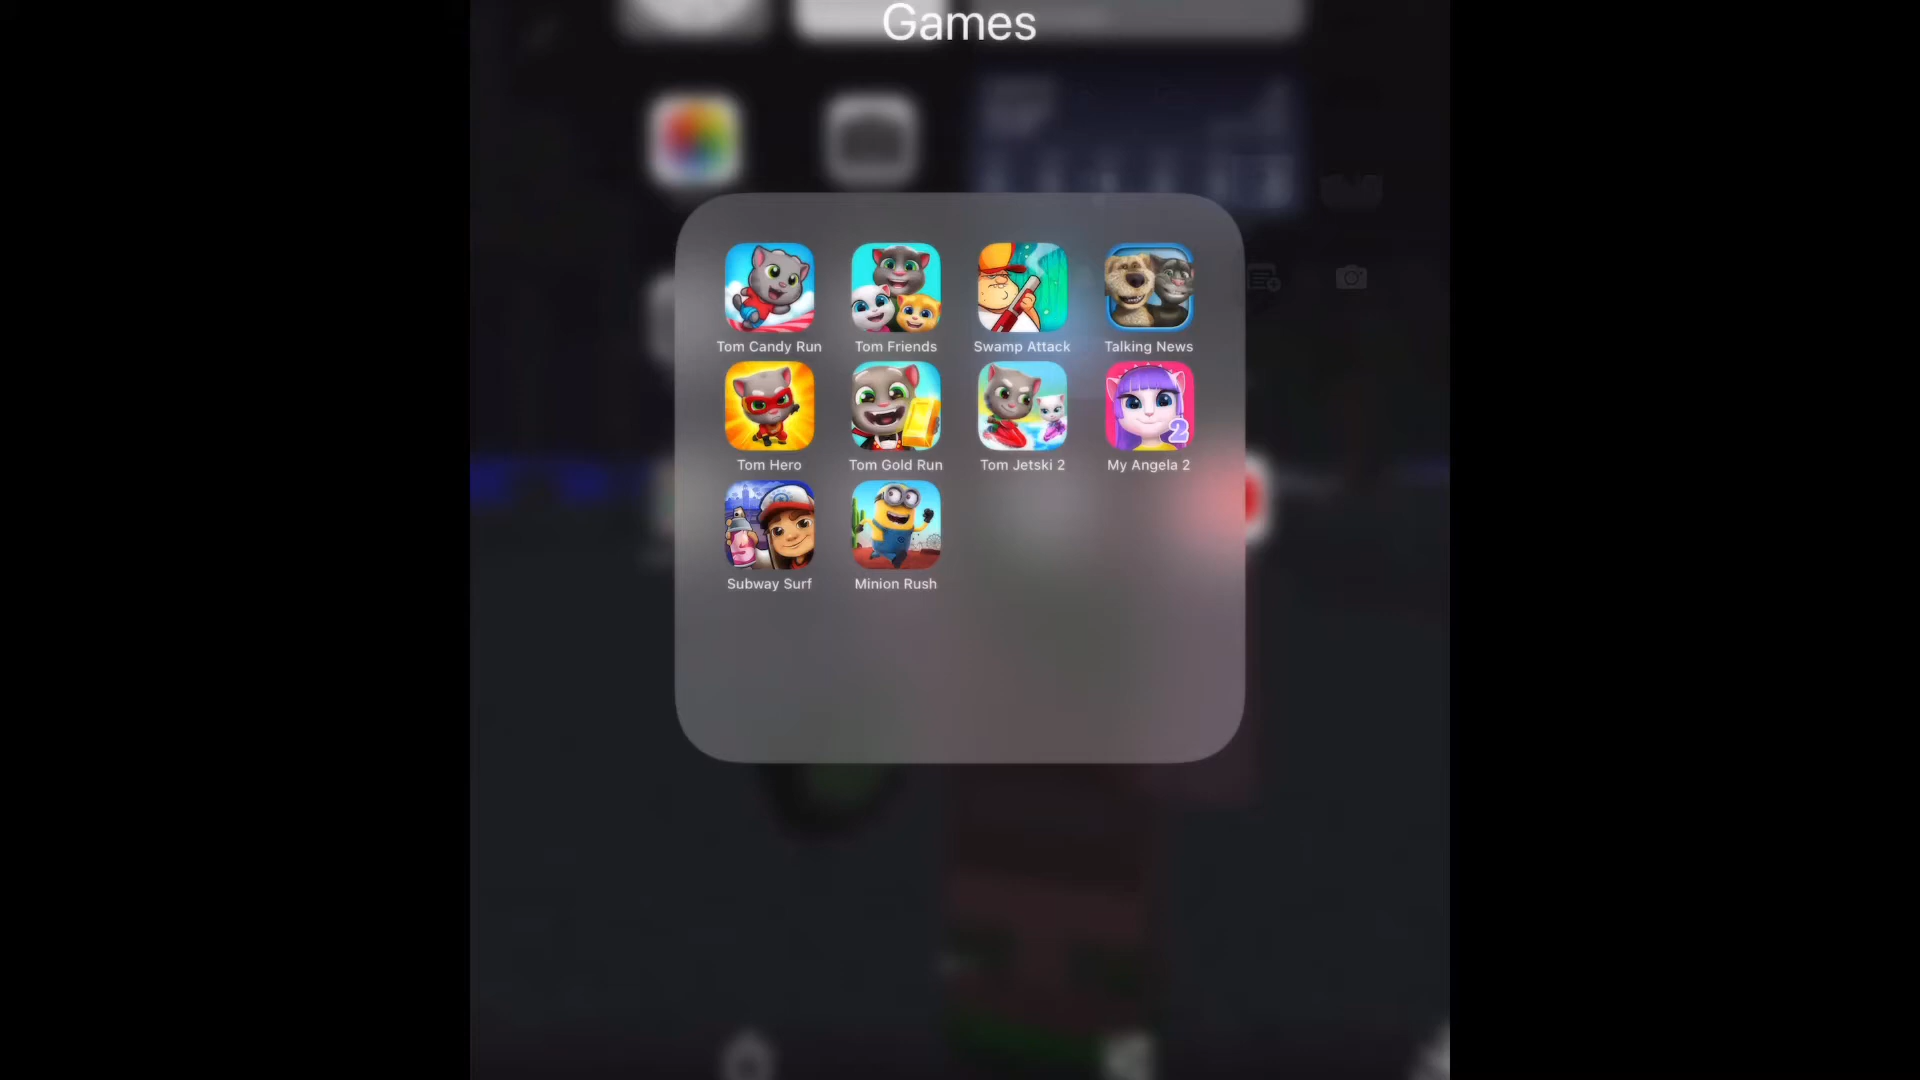 Games
Tom Candy Run
Tom Friends
Swamp Attack
Talking News
Tom Hero
Tom Gold Run
Tom Jetski 2
My Angela 2
2
Subway Surf
Minion Rush